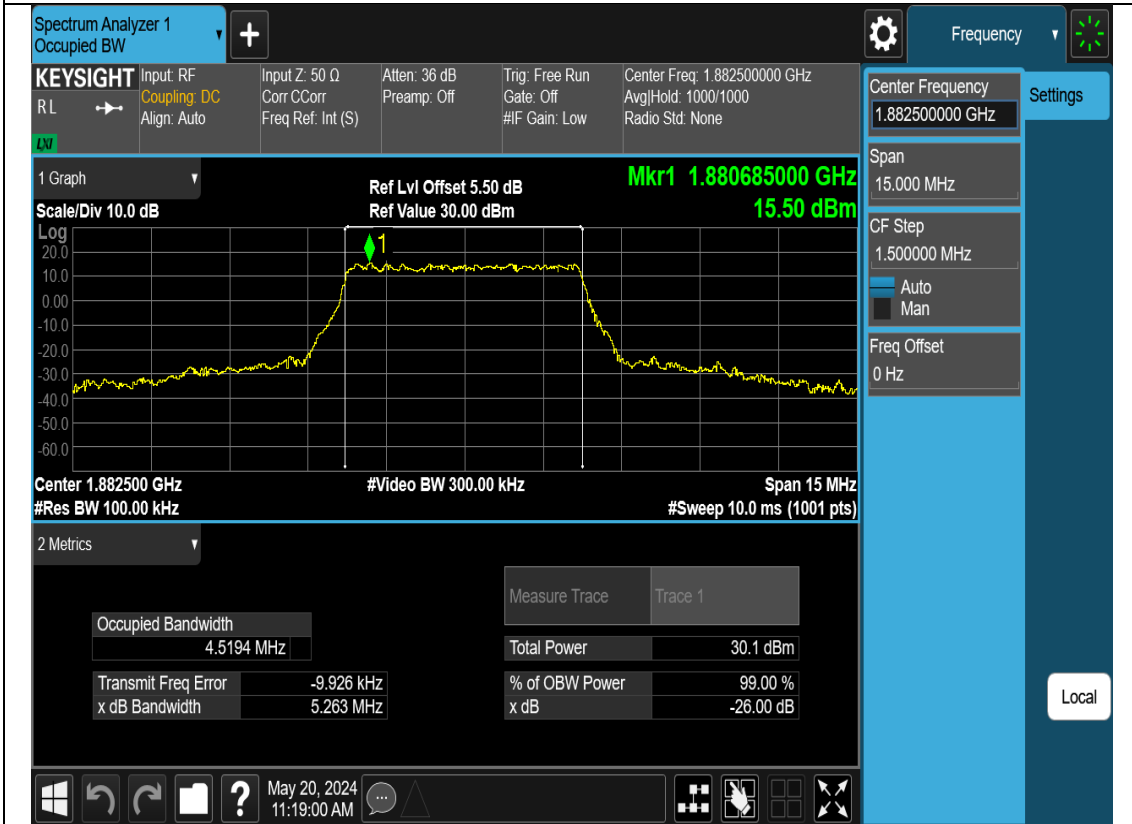 Spectrum Analyzer 1
Occupied BW
+
Frequency
KEYSIGHT
RL
LXI
Input: RF
Coupling: DC
Align: Auto
Input Z: 50 Ω
Corr CCorr
Freq Ref: Int (S)
Atten: 36 dB
Preamp: Off
Trig: Free Run
Gate: Off
#IF Gain: Low
Center Freq: 1.882500000 GHz
Avg|Hold: 1000/1000
Radio Std: None
Center Frequency
1.882500000 GHz
Settings
Span
15.000 MHz
CF Step
1.500000 MHz
Auto
Man
Freq Offset
0 Hz
Local
1 Graph
Scale/Div 10.0 dB
Ref Lvl Offset 5.50 dB
Ref Value 30.00 dBm
Mkr1 1.880685000 GHz
15.50 dBm
Log
1
20.0
10.0
0.00
-10.0
-20.0
-30.0
-40.0
-50.0
-60.0
Center 1.882500 GHz
#Video BW 300.00 kHz
Span 15 MHz
#Res BW 100.00 kHz
#Sweep 10.0 ms (1001 pts)
2 Metrics
Measure Trace Trace 1
Occupied Bandwidth
4.5194 MHz
Total Power 30.1 dBm
Transmit Freq Error -9.926 kHz
% of OBW Power 99.00 %
x dB Bandwidth 5.263 MHz
x dB -26.00 dB
?
May 20, 2024
11:19:00 AM